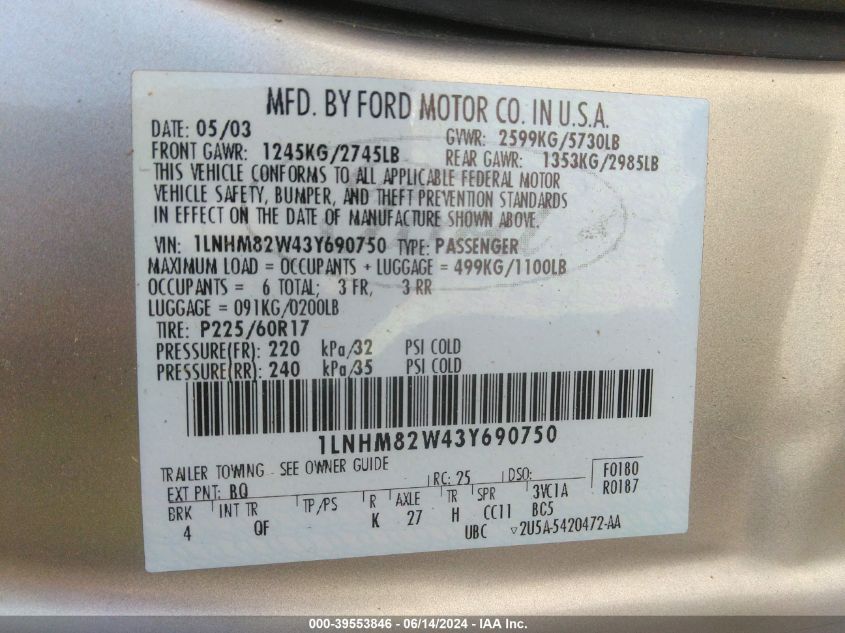 MFD. BY FORD MOTOR CO. IN U.S.A.
DATE: 05/03 GVWR: 2599KG/5730LB
FRONT GAWR: 1245KG/2745LB REAR GAWR: 1353KG/2985LB
THIS VEHICLE CONFORMS TO ALL APPLICABLE FEDERAL MOTOR
VEHICLE SAFETY, BUMPER, AND THEFT PREVENTION STANDARDS
IN EFFECT ON THE DATE OF MANUFACTURE SHOWN ABOVE.
VIN: 1LNHM82W43Y690750 TYPE: PASSENGER
MAXIMUM LOAD = OCCUPANTS + LUGGAGE = 499KG/1100LB
OCCUPANTS = 6 TOTAL; 3 FR, 3 RR
LUGGAGE = 091KG/0200LB
TIRE: P225/60R17
PRESSURE(FR): 220 kPa/32 PSI COLD
PRESSURE(RR): 240 kPa/35 PSI COLD
1LNHM82W43Y690750
TRAILER TOWING - SEE OWNER GUIDE
EXT PNT: BQ RC: 25 DSO: F0180
BRK INT TR TP/PS R AXLE TR SPR 3VC1A R0187
4 OF K 27 H CC11 BC5
UBC ▽2U5A-5420472-AA
000-39553846 - 06/14/2024 - IAA Inc.